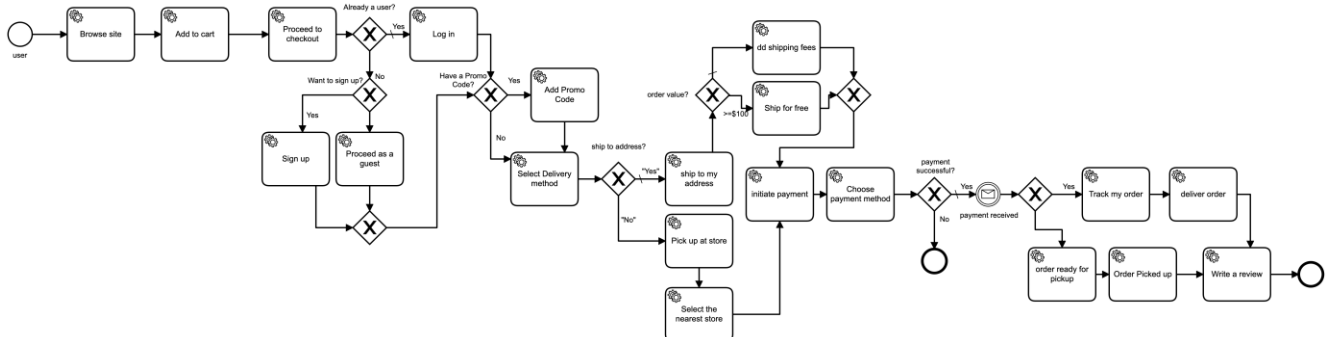 user
Browse site
Add to cart
Proceed to
checkout
Already a user?
Yes
Log in
No
Want to sign up?
Yes
Sign up
Proceed as a
guest
Have a Promo
Code?
Yes
Add Promo
Code
No
Select Delivery
method
ship to address?
"Yes"
ship to my
address
"No"
Pick up at store
Select the
nearest store
order value?
dd shipping fees
>=$100
Ship for free
initiate payment
Choose
payment method
payment
successful?
Yes
No
payment received
Yes
Track my order
deliver order
order ready for
pickup
Order Picked up
Write a review